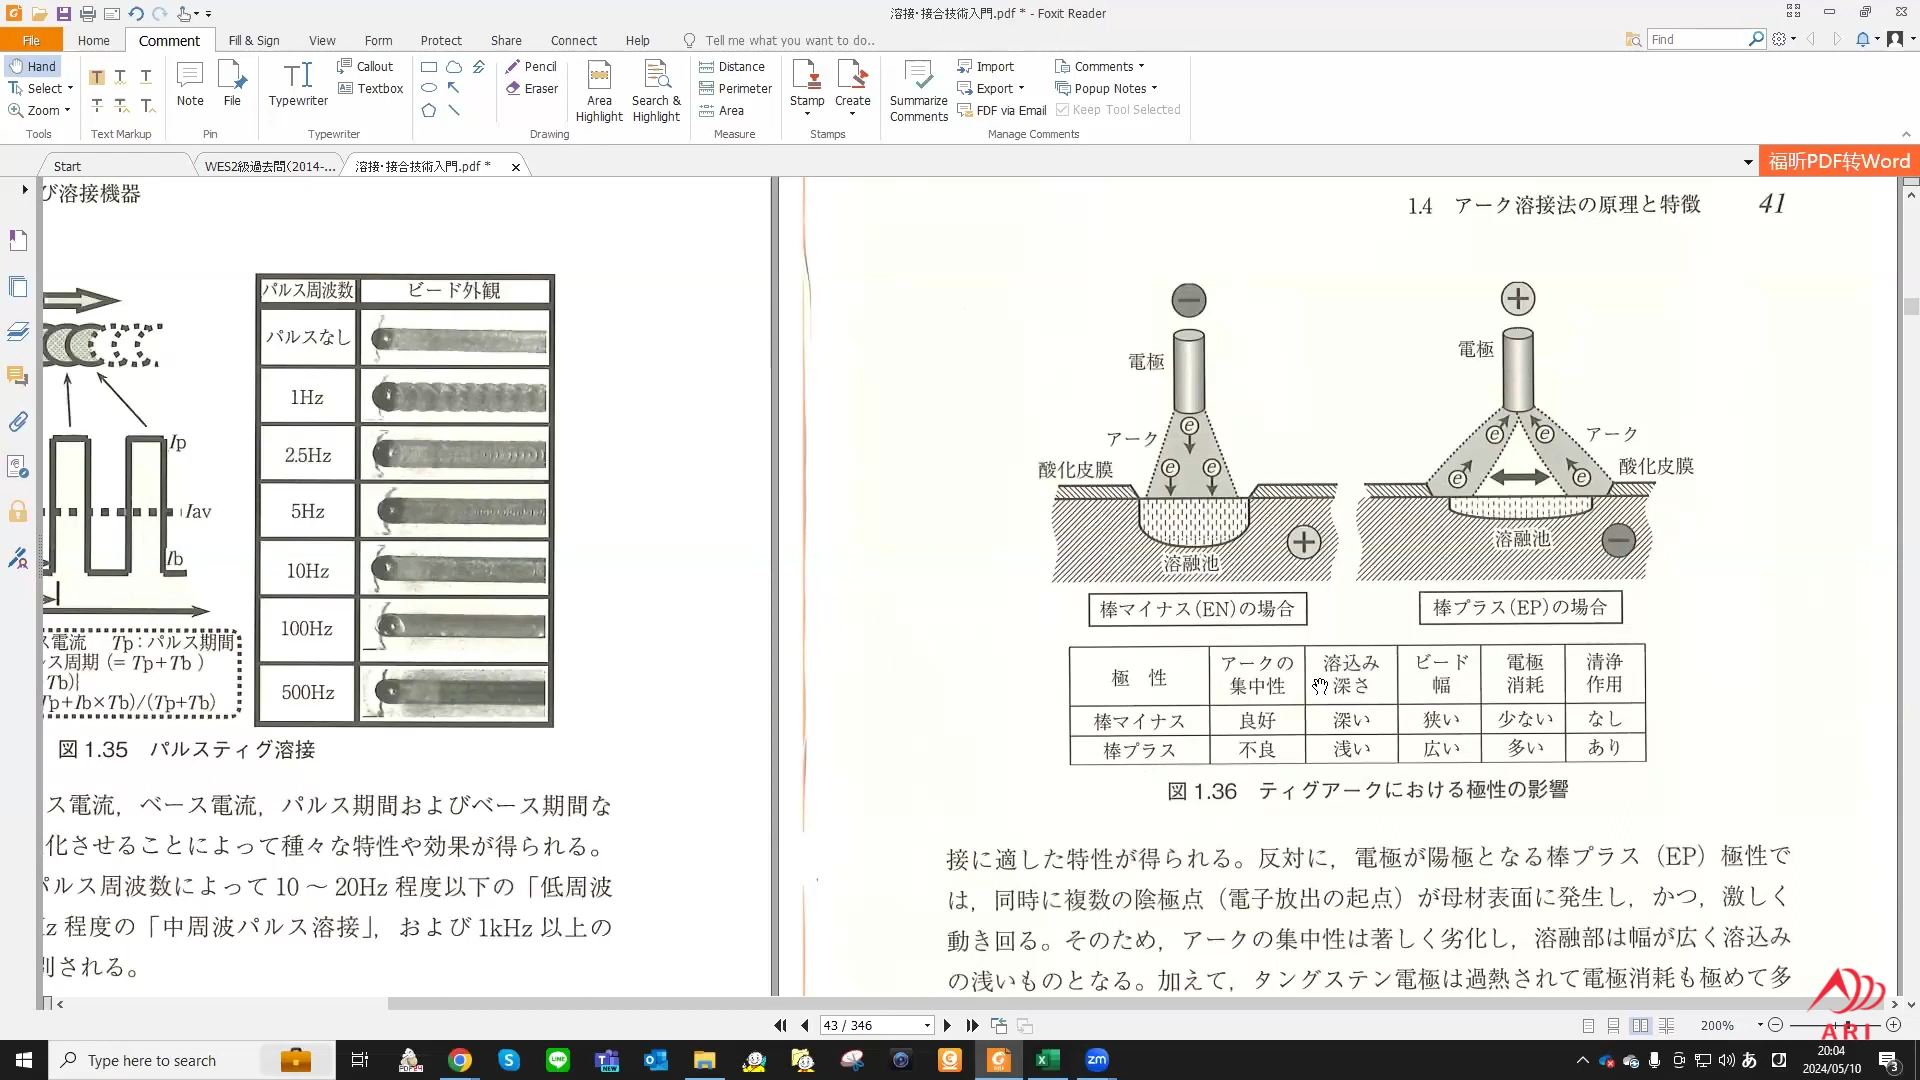 溶接・接合技術入門.pdf * - Foxit Reader
File Home Comment Fill & Sign View Form Protect Share Connect Help Tell me what you want to do.. Find
Hand
Select
Zoom
Tools
Text Markup
Note
File
Pin
Typewriter
Callout
Textbox
Typewriter
Pencil
Eraser
Area Highlight
Search & Highlight
Drawing
Distance
Perimeter
Area
Measure
Stamp
Create
Stamps
Summarize Comments
Import
Export
FDF via Email
Comments
Popup Notes
Keep Tool Selected
Manage Comments
Start
WES2級過去問(2014-...
溶接・接合技術入門.pdf *
福昕PDF转Word
び溶接機器
パルス周波数 ビード外観
パルスなし
1Hz
2.5Hz
5Hz
10Hz
100Hz
500Hz
Ip
Iav
Ib
ス電流 Tp：パルス期間
ス周期 (= Tp+Tb )
Tb)}
p+Ib×Tb)/(Tp+Tb)
図 1.35 パルスティグ溶接
ス電流，ベース電流，パルス期間およびベース期間な
化させることによって種々な特性や効果が得られる。
パルス周波数によって 10 ～ 20Hz 程度以下の「低周波
z 程度の「中周波パルス溶接」，および 1kHz 以上の
別される。
1.4 アーク溶接法の原理と特徴 41
電極
アーク
酸化皮膜
e
e
e
溶融池
棒マイナス(EN)の場合
電極
アーク
酸化皮膜
e
e
e
e
溶融池
棒プラス(EP)の場合
極 性 アークの集中性 溶込み深さ ビード幅 電極消耗 清浄作用
棒マイナス 良好 深い 狭い 少ない なし
棒プラス 不良 浅い 広い 多い あり
図 1.36 ティグアークにおける極性の影響
接に適した特性が得られる。反対に，電極が陽極となる棒プラス（EP）極性で
は，同時に複数の陰極点（電子放出の起点）が母材表面に発生し，かつ，激しく
動き回る。そのため，アークの集中性は著しく劣化し，溶融部は幅が広く溶込み
の浅いものとなる。加えて，タングステン電極は過熱されて電極消耗も極めて多
43 / 346
200%
ARI
Type here to search
あ
20:04
2024/05/10
3